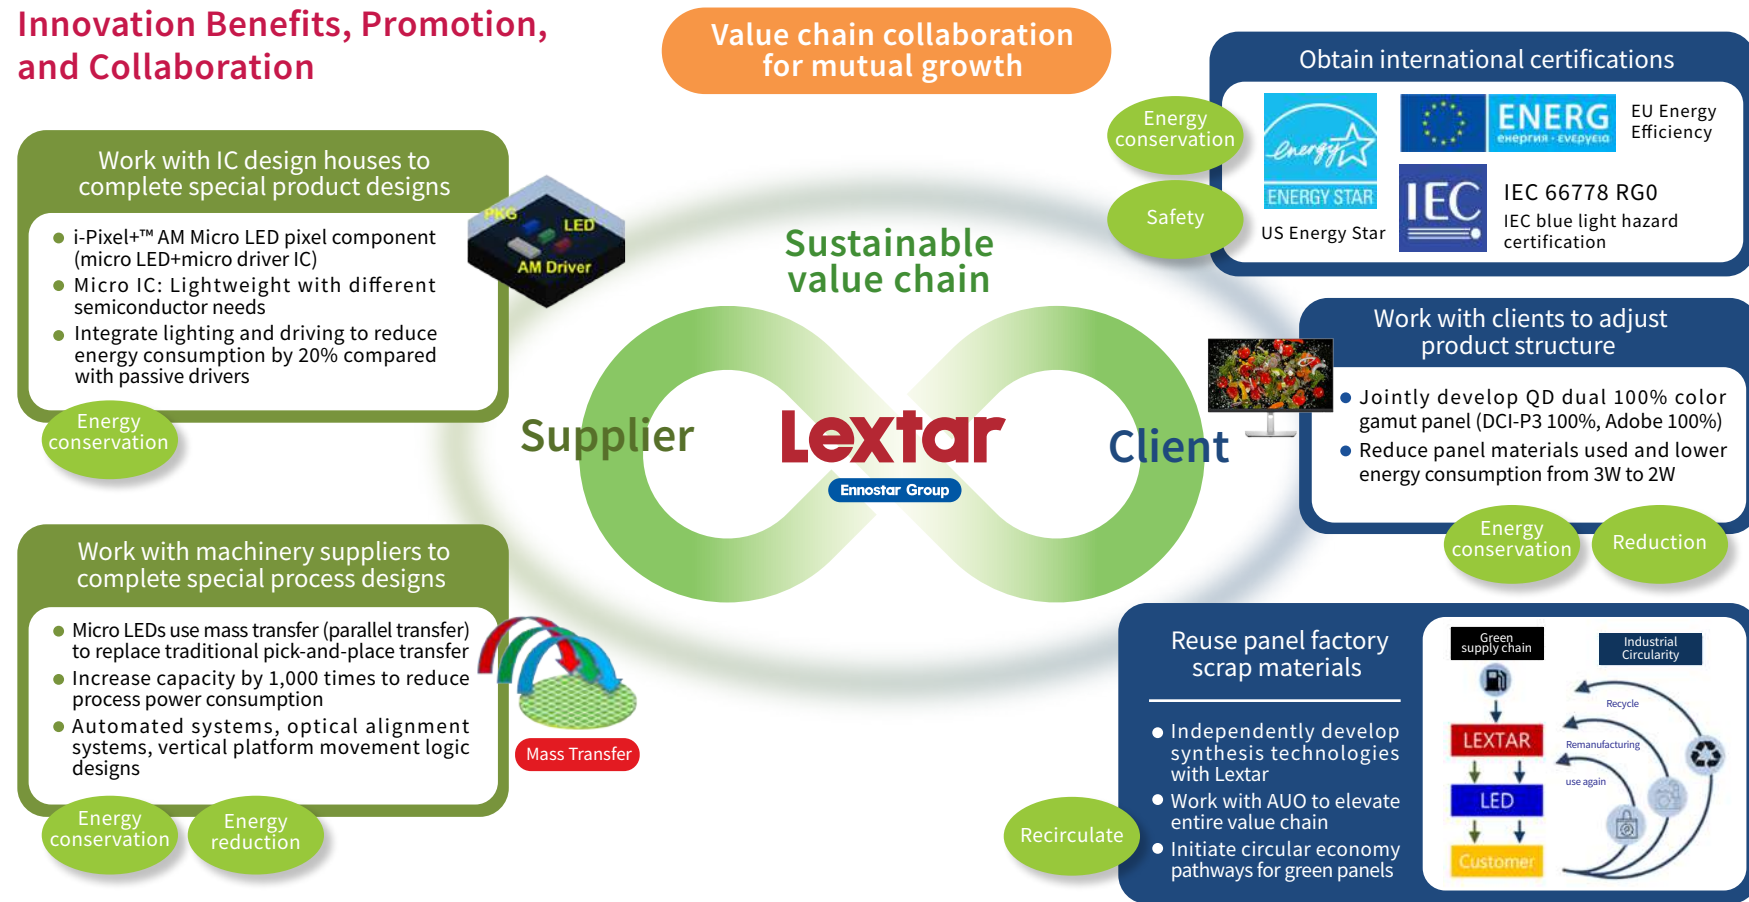 Innovation Benefits, Promotion,
and Collaboration
Value chain collaboration
for mutual growth
Work with IC design houses to
complete special product designs
i-Pixel+™ AM Micro LED pixel component
(micro LED+micro driver IC)
Micro IC: Lightweight with different
semiconductor needs
Integrate lighting and driving to reduce
energy consumption by 20% compared
with passive drivers
PKG
LED
AM Driver
Energy
conservation
Work with machinery suppliers to
complete special process designs
Micro LEDs use mass transfer (parallel transfer)
to replace traditional pick-and-place transfer
Increase capacity by 1,000 times to reduce
process power consumption
Automated systems, optical alignment
systems, vertical platform movement logic
designs
Mass Transfer
Energy
conservation
Energy
reduction
Sustainable
value chain
Supplier
Lextar
Ennostar Group
Client
Obtain international certifications
Energy
conservation
Safety
energy
ENERGY STAR
US Energy Star
ENERG
енергия · ενεργεια
EU Energy
Efficiency
IEC
IEC 66778 RG0
IEC blue light hazard
certification
Work with clients to adjust
product structure
Jointly develop QD dual 100% color
gamut panel (DCI-P3 100%, Adobe 100%)
Reduce panel materials used and lower
energy consumption from 3W to 2W
Energy
conservation
Reduction
Reuse panel factory
scrap materials
Independently develop
synthesis technologies
with Lextar
Work with AUO to elevate
entire value chain
Initiate circular economy
pathways for green panels
Recirculate
Green
supply chain
Industrial
Circularity
Recycle
LEXTAR
Remanufacturing
use again
LED
Customer